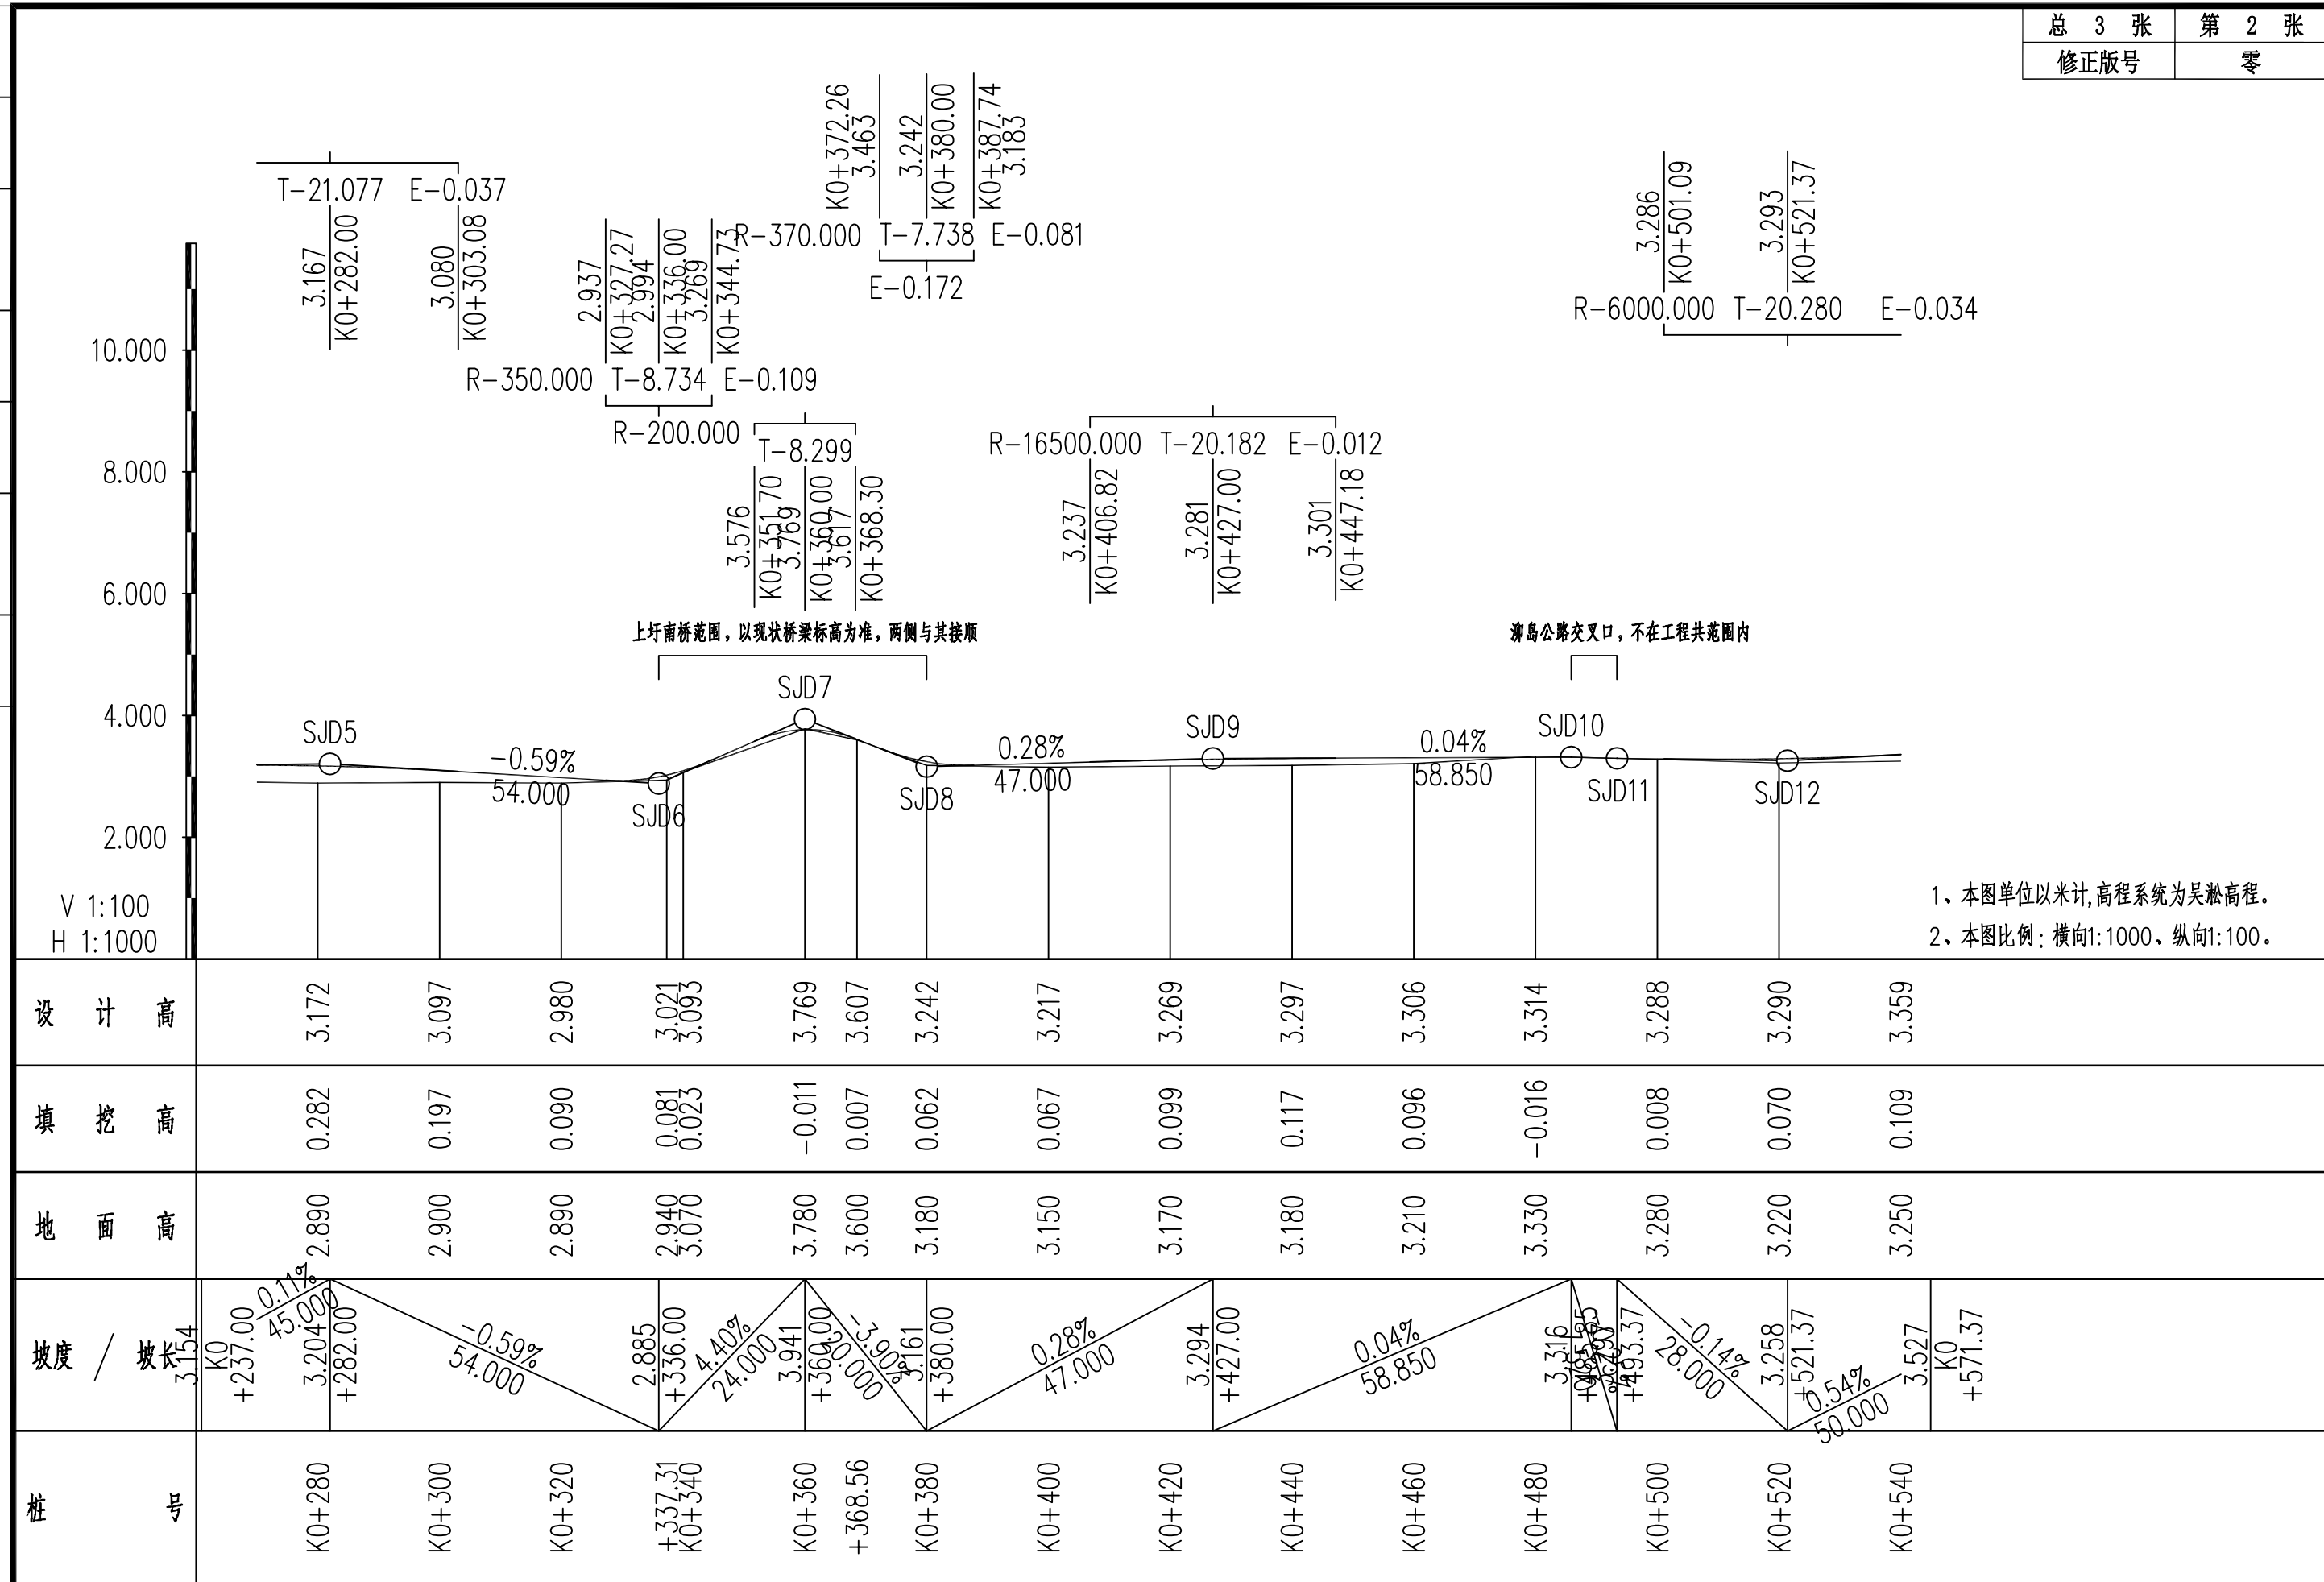 总 3 张 第 2 张
修正版号 零
K0+372.26
3.463
3.242
K0+380.00
K0+387.74
3.183
T-21.077 E-0.037
3.167
K0+282.00
3.080
K0+303.08
R-370.000 T-7.738 E-0.081
E-0.172
2.937
K0+327.27
2.994
K0+336.00
3.269
K0+344.73
R-350.000 T-8.734 E-0.109
R-200.000
T-8.299
3.576
K0+351.70
3.769
K0+360.00
3.617
K0+368.30
R-16500.000 T-20.182 E-0.012
3.237
K0+406.82
3.281
K0+427.00
3.301
K0+447.18
3.286
K0+501.09
3.293
K0+521.37
R-6000.000 T-20.280 E-0.034
10.000
8.000
6.000
4.000
2.000
V 1:100
H 1:1000
上圩南桥范围，以现状桥梁标高为准，两侧与其接顺
泖岛公路交叉口，不在工程共范围内
SJD5
-0.59%
54.000
SJD6
SJD7
SJD8
0.28%
47.000
SJD9
0.04%
58.850
SJD10
SJD11
SJD12
1、本图单位以米计,高程系统为吴淞高程。
2、本图比例：横向1:1000、纵向1:100。
设计高 3.172 3.097 2.980 3.021 3.093 3.769 3.607 3.242 3.217 3.269 3.297 3.306 3.314 3.288 3.290 3.359
填挖高 0.282 0.197 0.090 0.081 0.023 -0.011 0.007 0.062 0.067 0.099 0.117 0.096 -0.016 0.008 0.070 0.109
地面高 2.890 2.900 2.890 2.940 3.070 3.780 3.600 3.180 3.150 3.170 3.180 3.210 3.330 3.280 3.220 3.250
坡度 / 坡长
3.154
K0
+237.00
0.11%
45.000
3.204
+282.00
-0.59%
54.000
2.885
+336.00
4.40%
24.000
3.941
+360.00
-3.90%
20.000
3.161
+380.00
0.28%
47.000
3.294
+427.00
0.04%
58.850
3.316
+485.85
+493.37
-0.14%
28.000
3.258
+521.37
0.54%
50.000
3.527
K0
+571.37
桩号 K0+280 K0+300 K0+320 +337.31 K0+340 K0+360 +368.56 K0+380 K0+400 K0+420 K0+440 K0+460 K0+480 K0+500 K0+520 K0+540